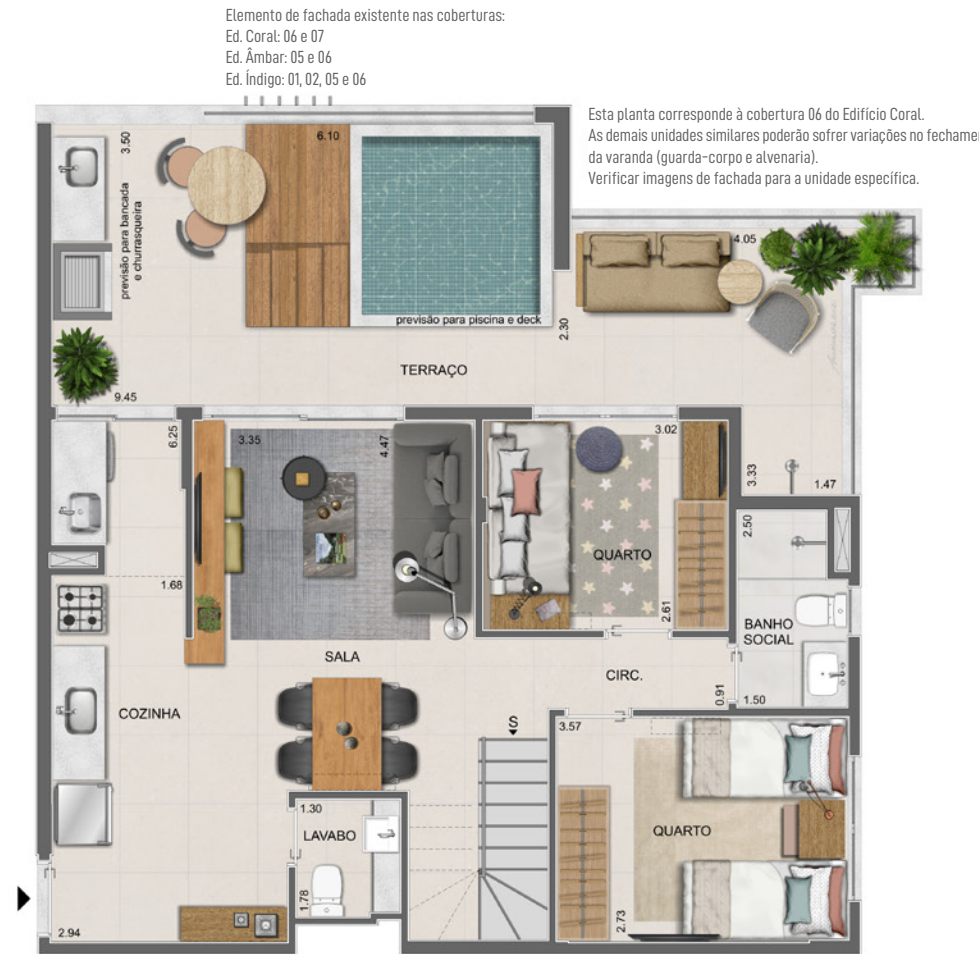 Elemento de fachada existente nas coberturas:
Ed. Coral: 06 e 07
Ed. Âmbar: 05 e 06
Ed. Índigo: 01, 02, 05 e 06
Esta planta corresponde à cobertura 06 do Edifício Coral.
As demais unidades similares poderão sofrer variações no
da varanda (guarda-corpo e alvenaria).
Verificar imagens de fachada para a unidade específica.
3.50
6.10
previsão para bancada
e churrasqueira
4.05
previsão para piscina e deck
2.30
TERRAÇO
9.45
6.25
3.35
4.47
3.02
3.33
1.47
2.50
QUARTO
1.68
2.61
BANHO
SOCIAL
SALA
CIRC.
0.91
1.50
COZINHA
S
3.57
1.30
LAVABO
QUARTO
1.78
2.73
2.94